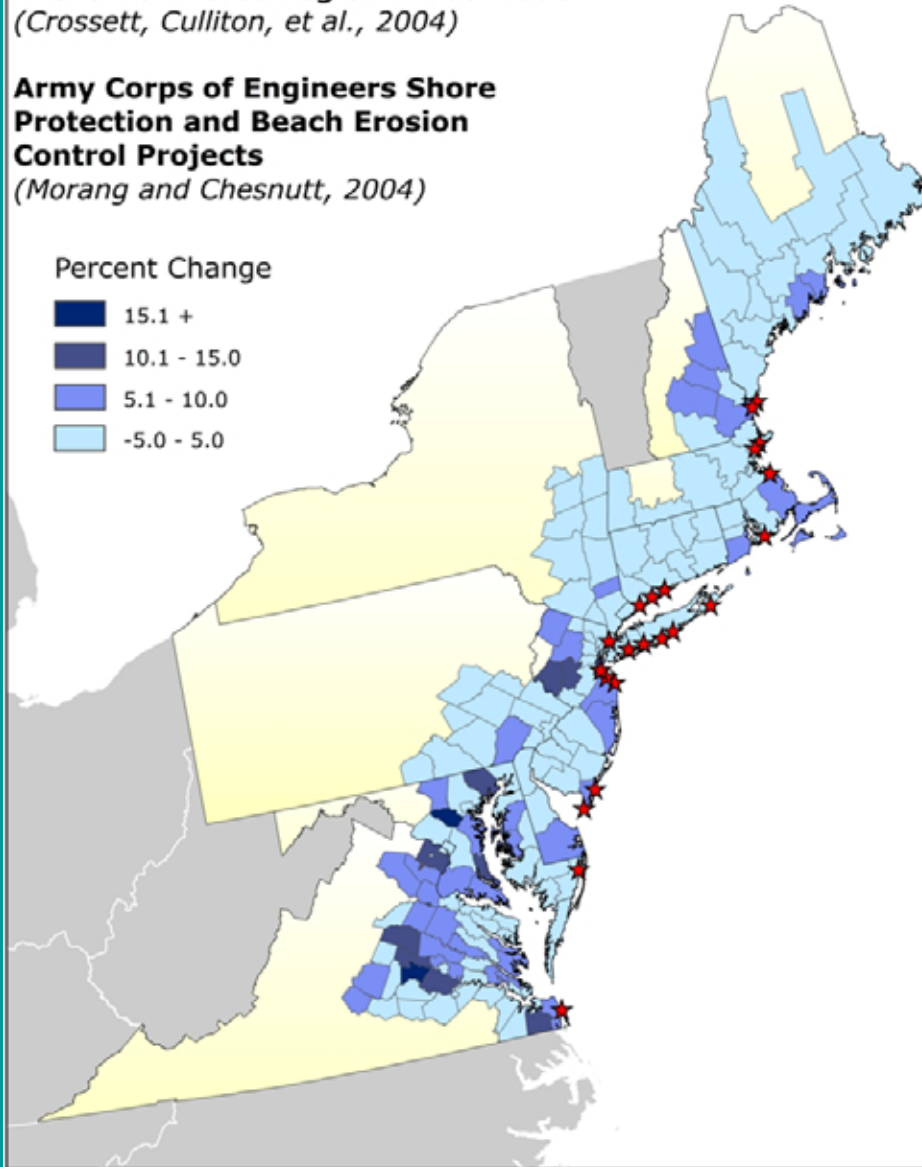 (Crossett, Culliton, et al., 2004)
Army Corps of Engineers Shore
Protection and Beach Erosion
Control Projects
(Morang and Chesnutt, 2004)
Percent Change
15.1 +
10.1 - 15.0
5.1 - 10.0
-5.0 - 5.0